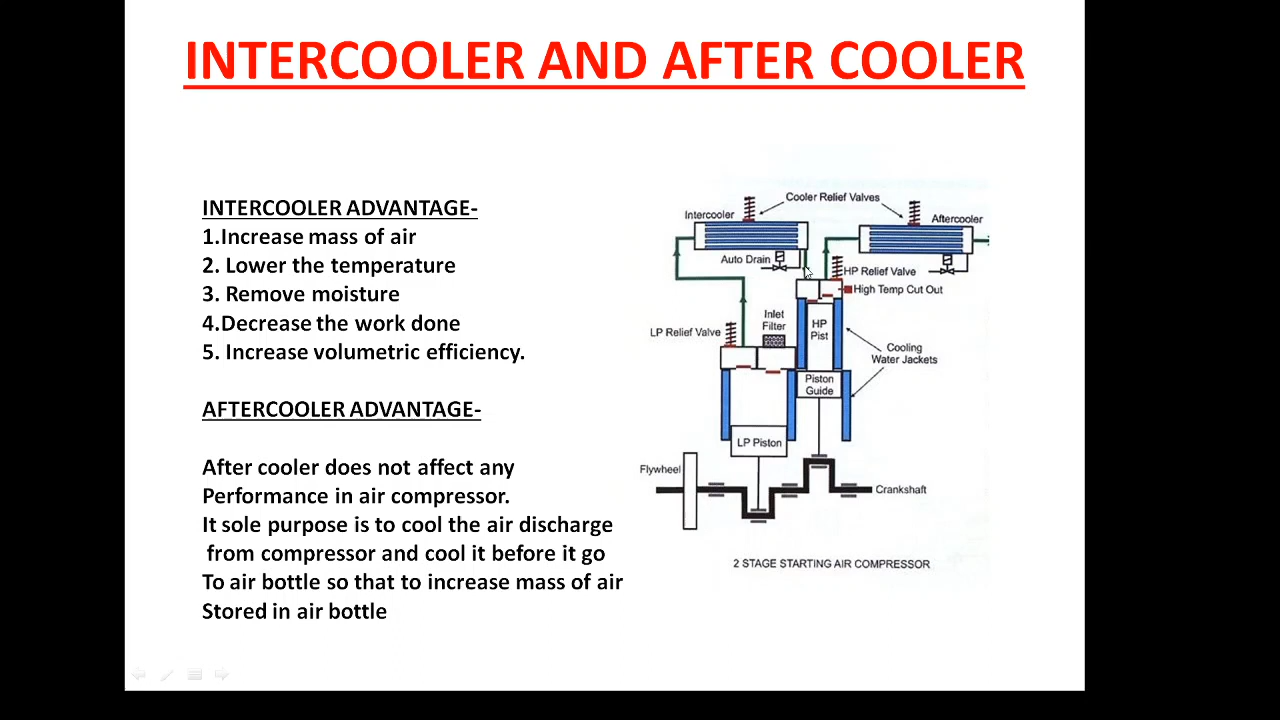 INTERCOOLER AND AFTER COOLER
INTERCOOLER ADVANTAGE-
1.Increase mass of air
2. Lower the temperature
3. Remove moisture
4.Decrease the work done
5. Increase volumetric efficiency.
AFTERCOOLER ADVANTAGE-
After cooler does not affect any
Performance in air compressor.
It sole purpose is to cool the air discharge
from compressor and cool it before it go
To air bottle so that to increase mass of air
Stored in air bottle
Cooler Relief Valves
Intercooler
Aftercooler
Auto Drain
HP Relief Valve
High Temp Cut Out
LP Relief Valve
Inlet
Filter
HP
Pist
Cooling
Water Jackets
Piston
Guide
LP Piston
Flywheel
Crankshaft
2 STAGE STARTING AIR COMPRESSOR